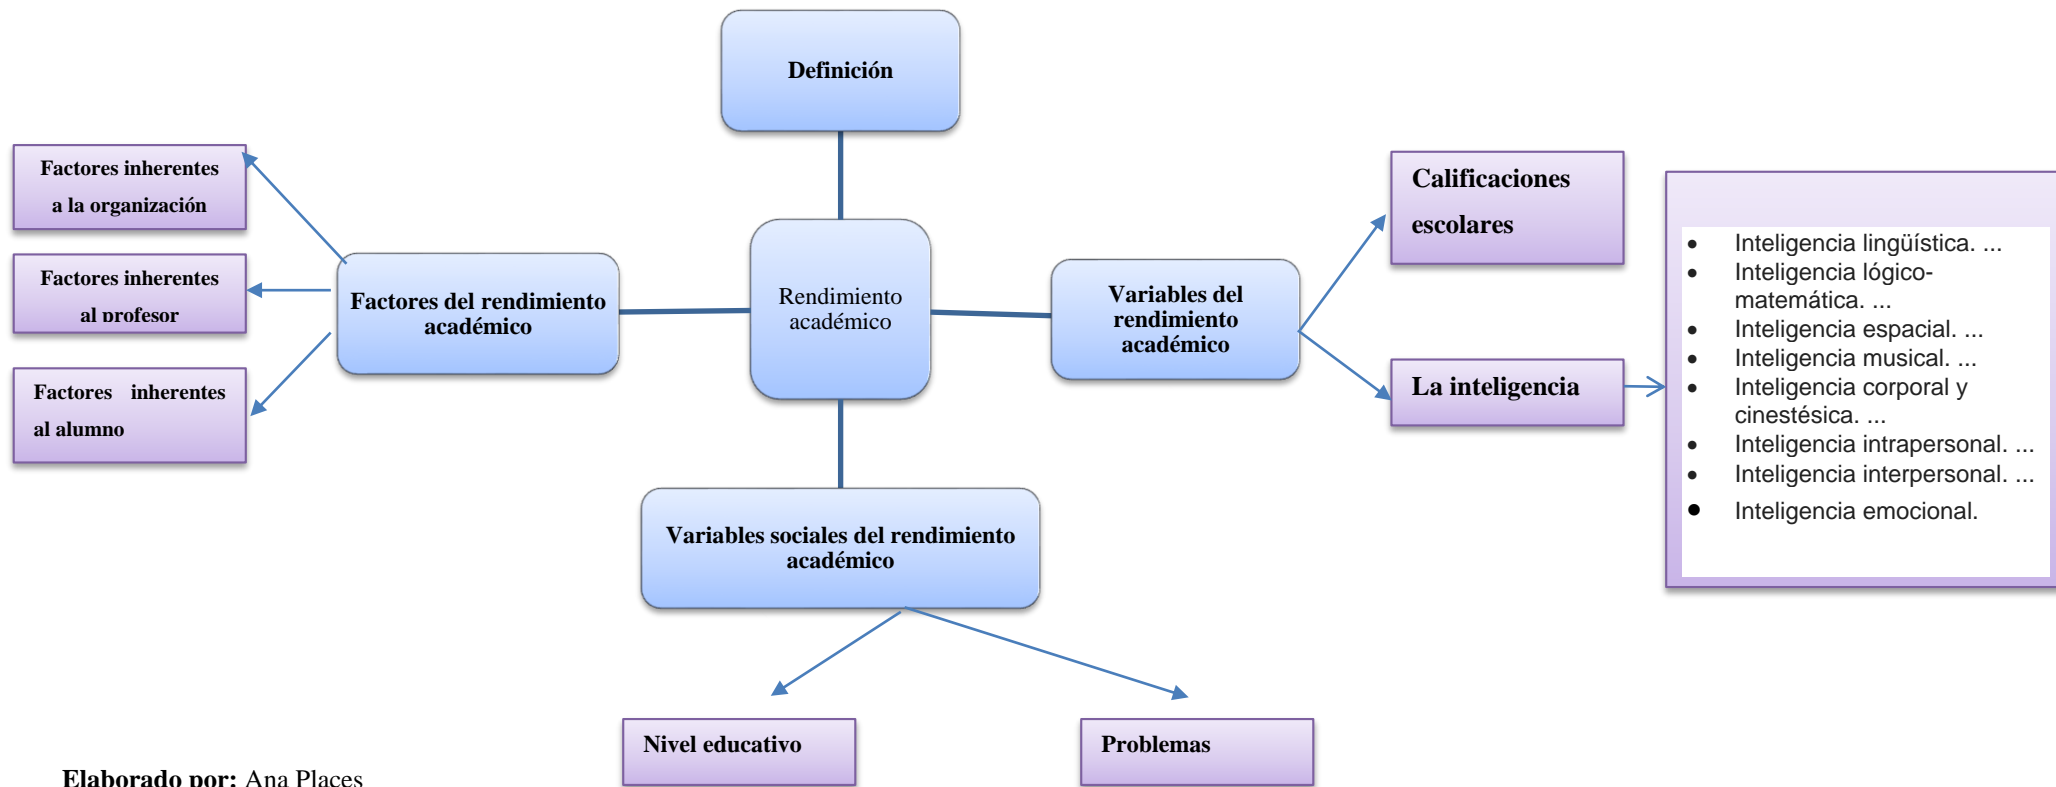 Definición
Factores inherentes
a la organización
Factores inherentes
al profesor
Factores inherentes
al alumno
Factores del rendimiento
académico
Rendimiento
académico
Variables del
rendimiento
académico
Calificaciones
escolares
La inteligencia
• Inteligencia lingüística. ...
• Inteligencia lógico-
matemática. ...
• Inteligencia espacial. ...
• Inteligencia musical. ...
• Inteligencia corporal y
cinestésica. ...
• Inteligencia intrapersonal. ...
• Inteligencia interpersonal. ...
• Inteligencia emocional.
Variables sociales del rendimiento
académico
Nivel educativo
Problemas
Elaborado por: Ana Places